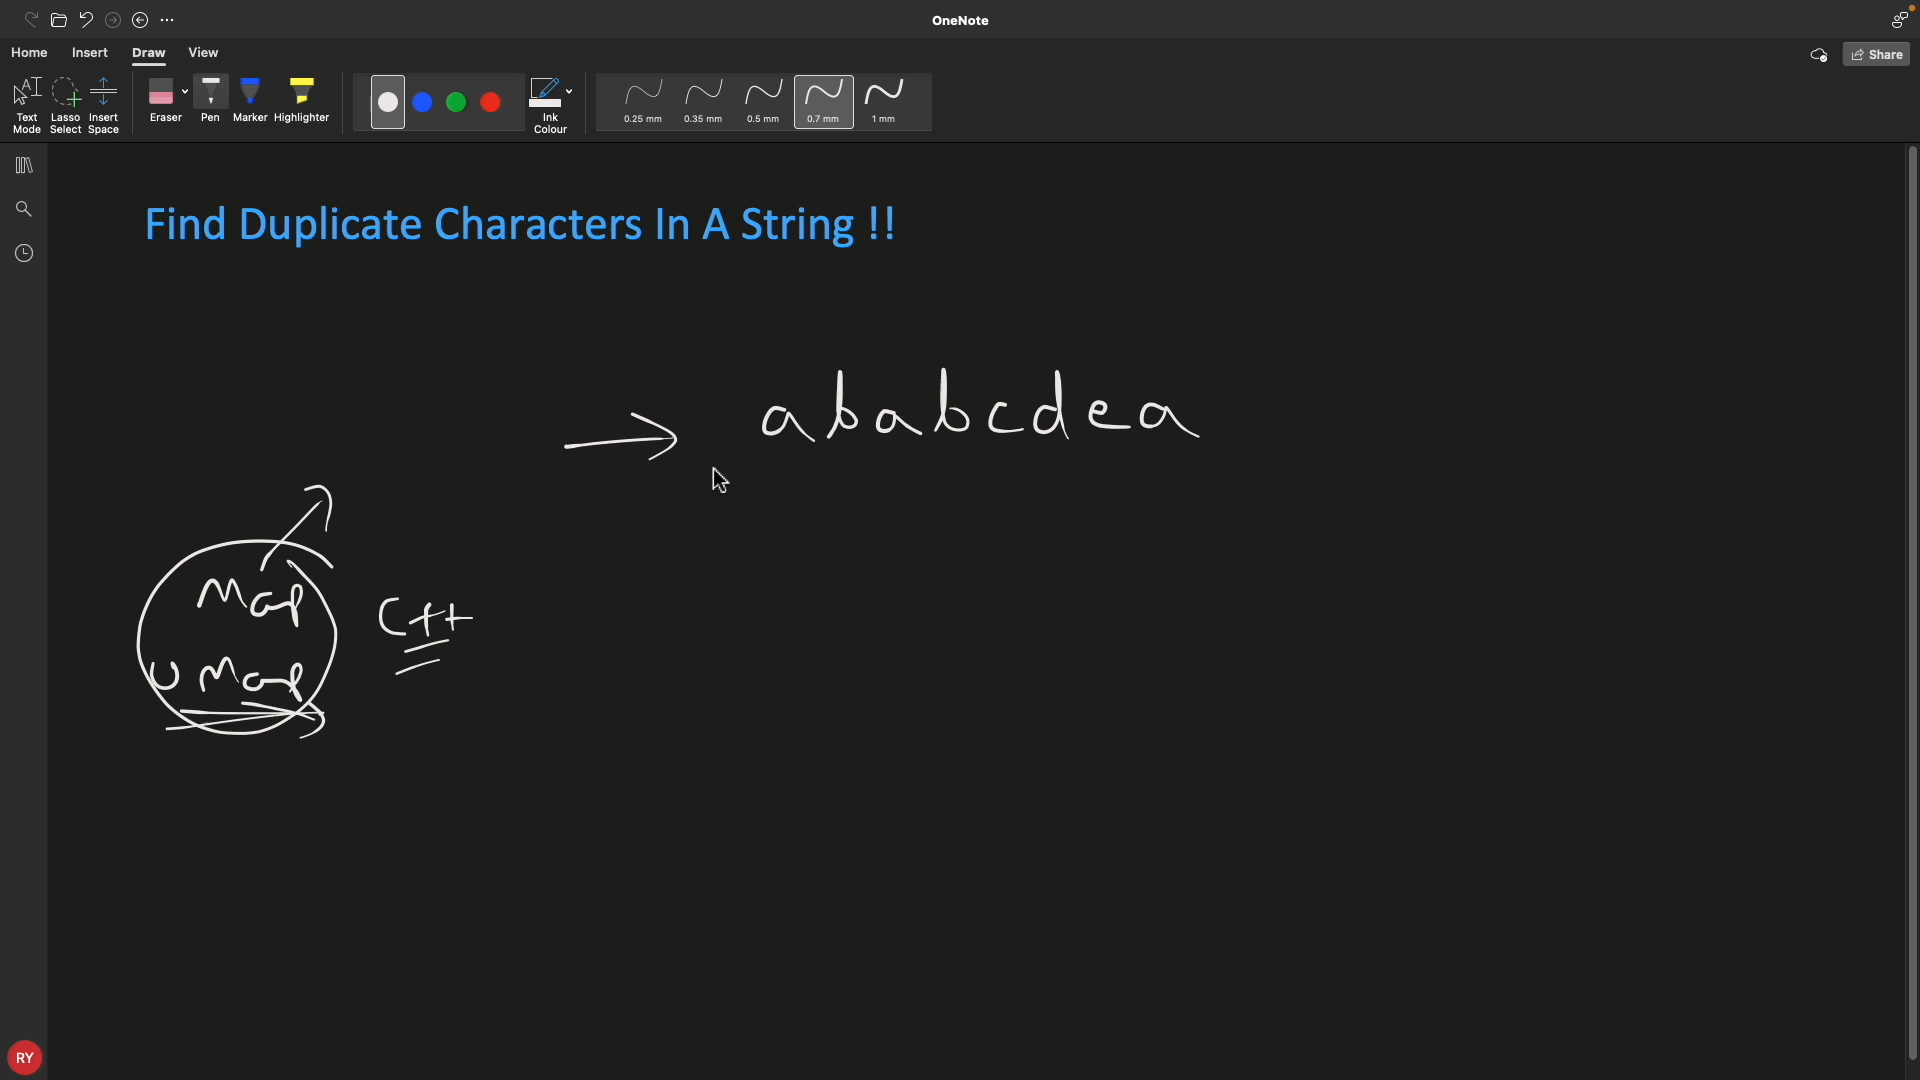 OneNote
Home Insert Draw View
Share
Text Mode
Lasso Select
Insert Space
Eraser
Pen
Marker
Highlighter
Ink Colour
0.25 mm
0.35 mm
0.5 mm
0.7 mm
1 mm
Find Duplicate Characters In A String !!
ababcdea
Map
C++
U Map
RY